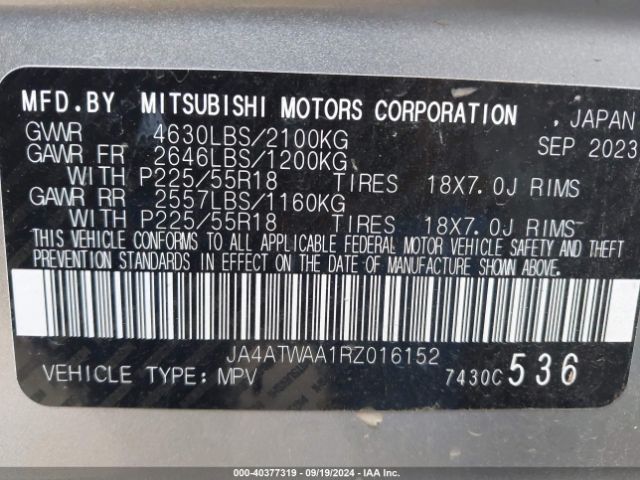 MFD.BY MITSUBISHI MOTORS CORPORATION , JAPAN
GVWR 4630LBS/2100KG SEP 2023
GAWR FR 2646LBS/1200KG
WITH P225/55R18 TIRES 18X7.0J RIMS
GAWR RR 2557LBS/1160KG
WITH P225/55R18 TIRES 18X7.0J RIMS
THIS VEHICLE CONFORMS TO ALL APPLICABLE FEDERAL MOTOR VEHICLE SAFETY AND THEFT
PREVENTION STANDARDS IN EFFECT ON THE DATE OF MANUFACTURE SHOWN ABOVE.
JA4ATWAA1RZ016152
VEHICLE TYPE: MPV 7430C 536
000-40377319 - 09/19/2024 - IAA Inc.